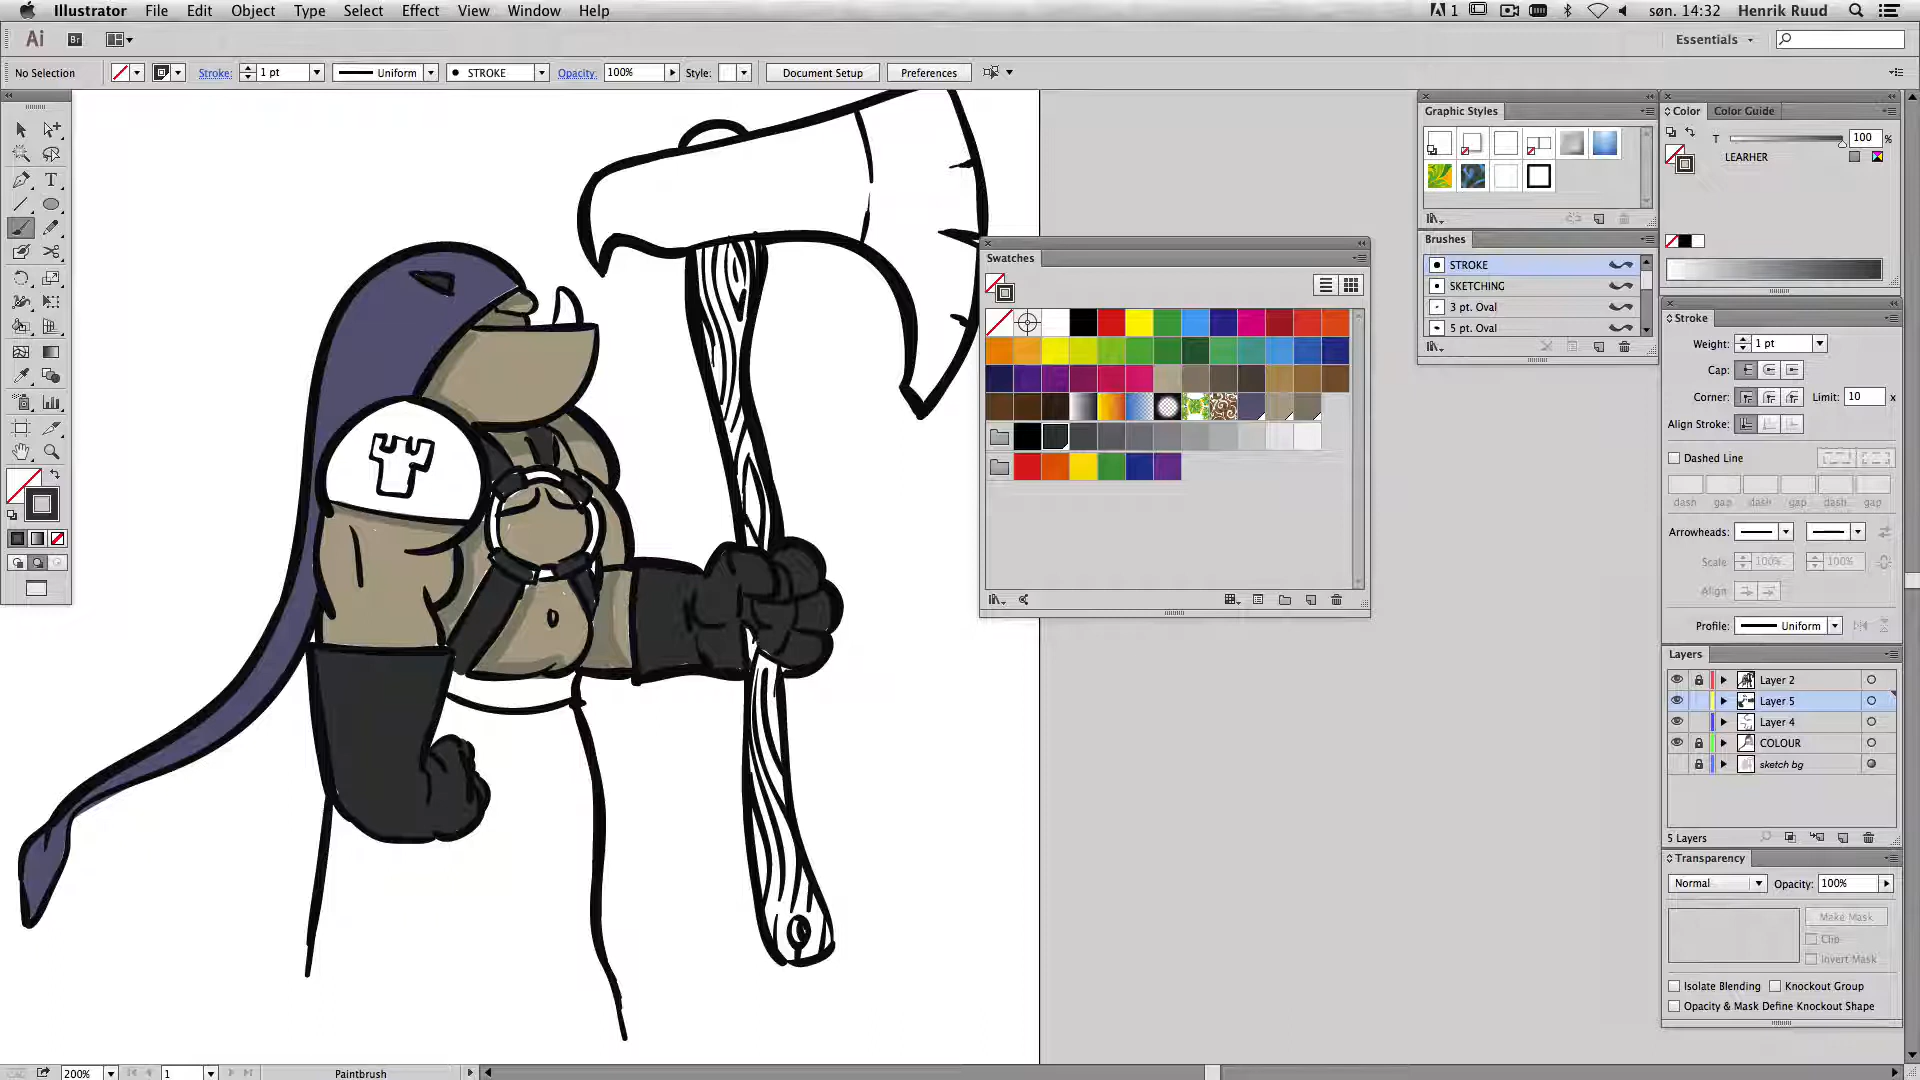 Illustrator File Edit Object Type Select Effect View Window Help
1 søn. 14:32 Henrik Ruud
Ai Br Essentials
No Selection Stroke: 1 pt Uniform STROKE Opacity: 100% Style: Document Setup Preferences
Graphic Styles
Color Color Guide
T 100 %
LEARHER
Brushes
STROKE
SKETCHING
3 pt. Oval
5 pt. Oval
Swatches
Stroke
Weight: 1 pt
Cap:
Corner: Limit: 10 x
Align Stroke:
Dashed Line
dash gap dash gap dash gap
Arrowheads:
Scale 100% 100%
Align
Profile: Uniform
Layers
Layer 2
Layer 5
Layer 4
COLOUR
sketch bg
5 Layers
Transparency
Normal Opacity: 100%
Make Mask
Clip
Invert Mask
Isolate Blending Knockout Group
Opacity & Mask Define Knockout Shape
200% 1 Paintbrush